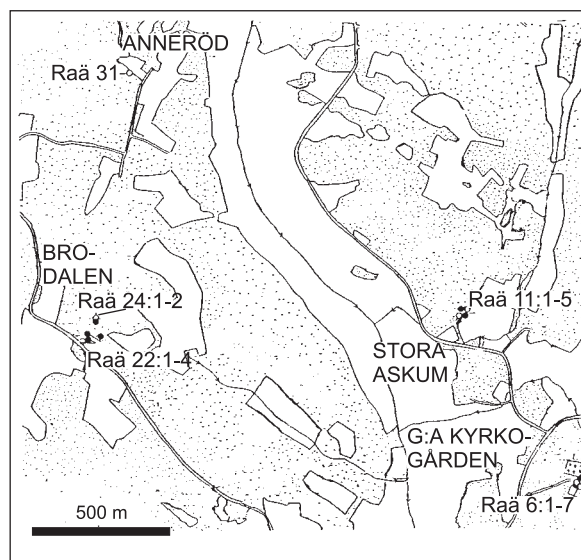 ANNERÖD
Raä 31
BRO-
DALEN
Raä 24:1-2
Raä 22:1-4
Raä 11:1-5
STORA
ASKUM
G:A KYRKO-
GÅRDEN
Raä 6:1-7
500 m